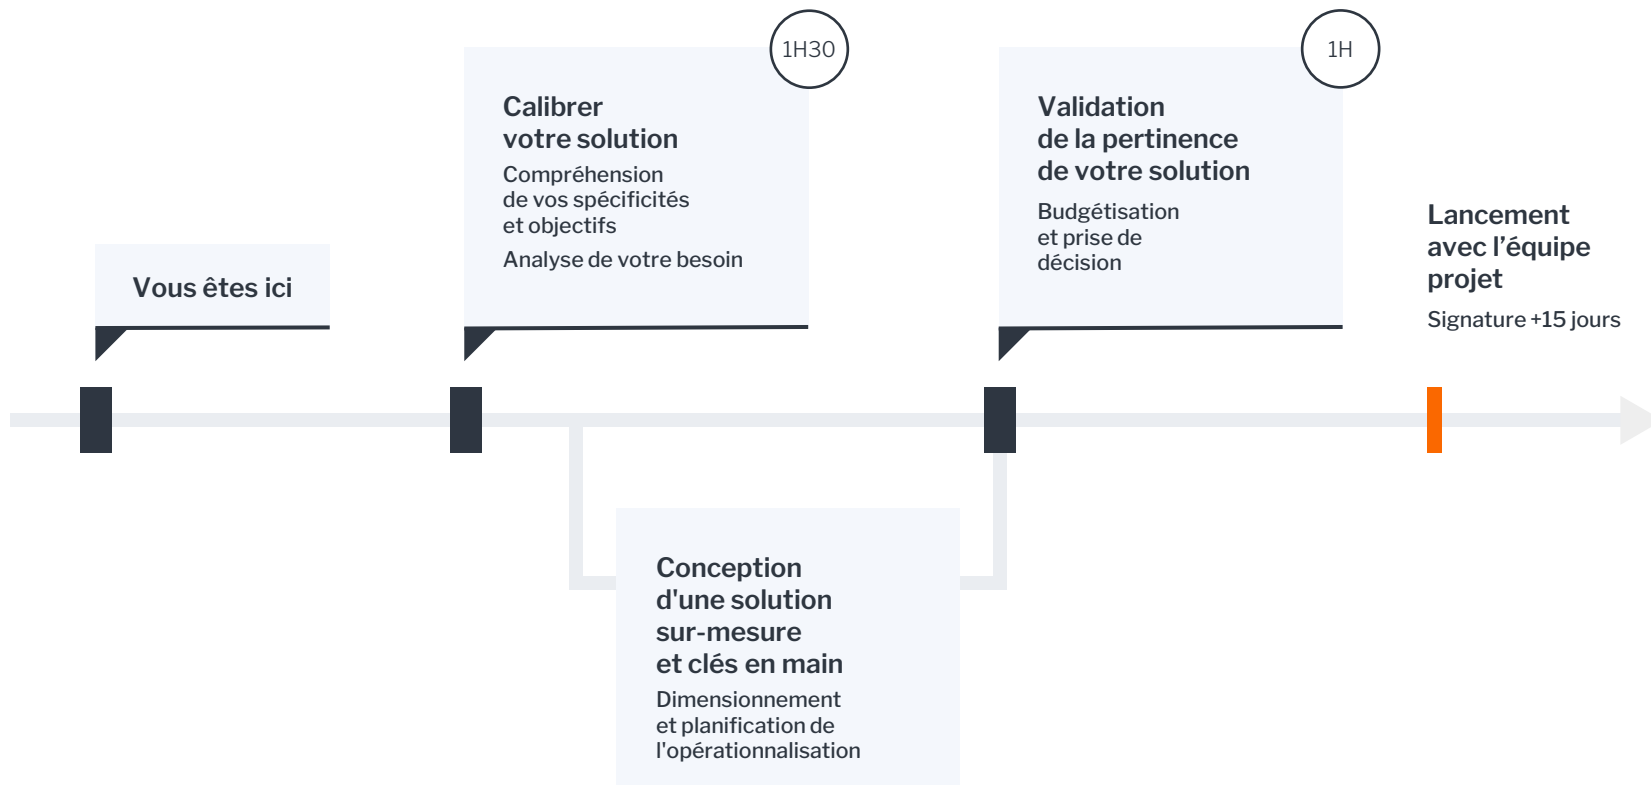 Vous êtes ici
1H30
Calibrer
votre solution
Compréhension
de vos spécificités
et objectifs
Analyse de votre besoin
Conception
d'une solution
sur-mesure
et clés en main
Dimensionnement
et planification de
l'opérationnalisation
1H
Validation
de la pertinence
de votre solution
Budgétisation
et prise de
décision
Lancement
avec l’équipe
projet
Signature +15 jours